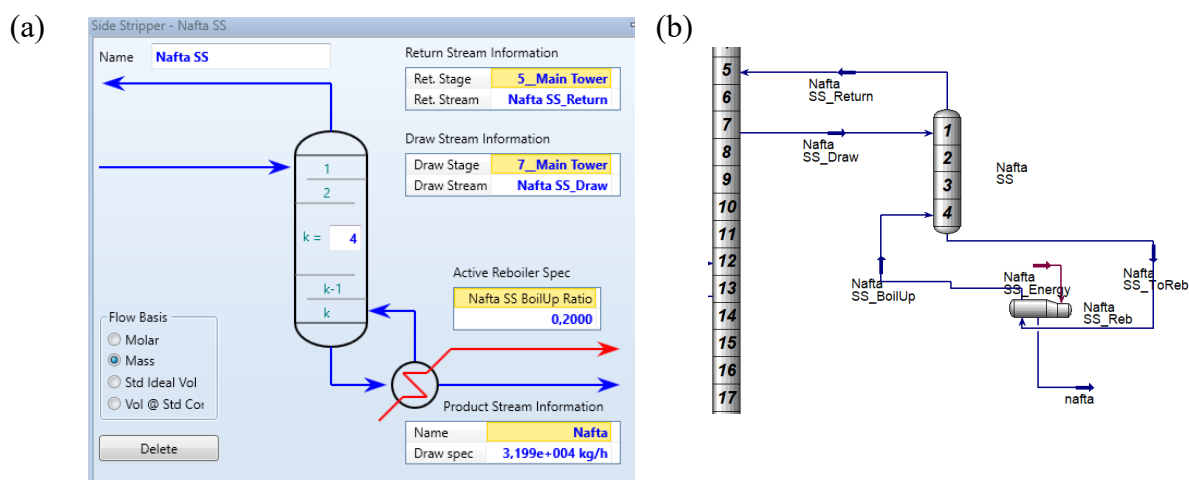 (a)
Side Stripper - Nafta SS
Name Nafta SS
Return Stream Information
Ret. Stage 5__Main Tower
Ret. Stream Nafta SS_Return
Draw Stream Information
Draw Stage 7__Main Tower
Draw Stream Nafta SS_Draw
1
2
k = 4
k-1
k
Active Reboiler Spec
Nafta SS BoilUp Ratio
0,2000
Flow Basis
Molar
Mass
Std Ideal Vol
Vol @ Std Cor
Delete
Product Stream Information
Name Nafta
Draw spec 3,199e+004 kg/h
(b)
5
6
7
8
9
10
11
12
13
14
15
16
17
Nafta
SS_Return
Nafta
SS_Draw
1
2
3
4
Nafta
SS
Nafta
SS_BoilUp
Nafta
SS_Energy
Nafta
SS_ToReb
Nafta
SS_Reb
nafta